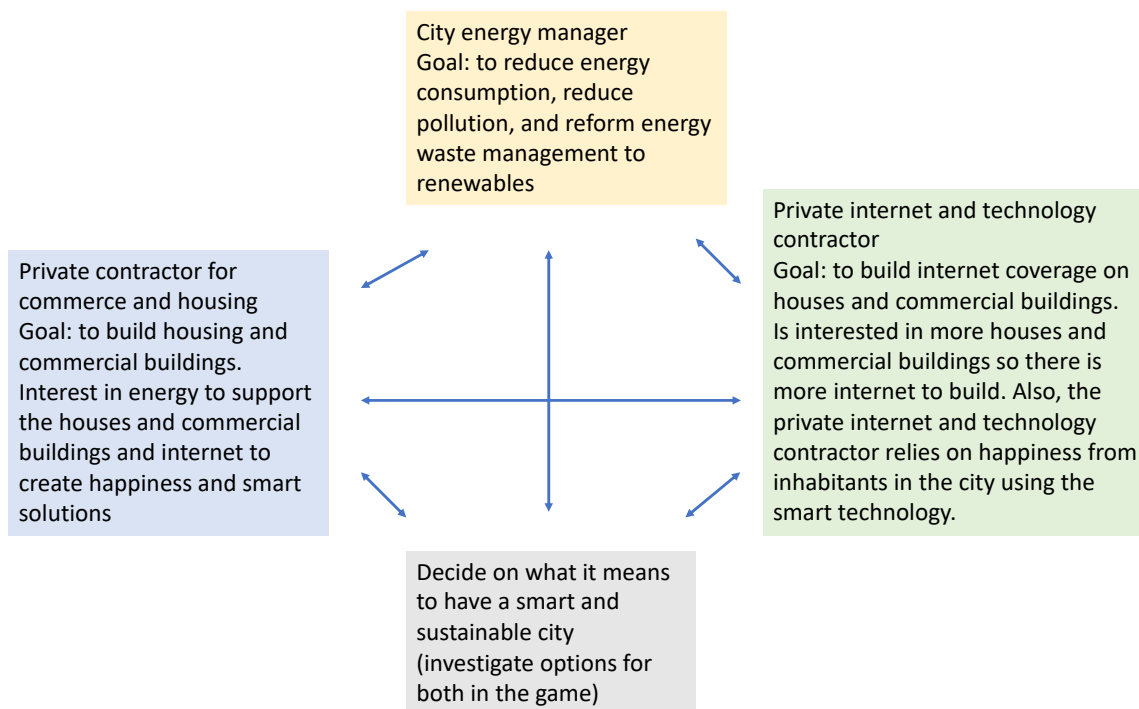 City energy manager
Goal: to reduce energy
consumption, reduce
pollution, and reform energy
waste management to
renewables
Private contractor for
commerce and housing
Goal: to build housing and
commercial buildings.
Interest in energy to support
the houses and commercial
buildings and internet to
create happiness and smart
solutions
Private internet and technology
contractor
Goal: to build internet coverage on
houses and commercial buildings.
Is interested in more houses and
commercial buildings so there is
more internet to build. Also, the
private internet and technology
contractor relies on happiness from
inhabitants in the city using the
smart technology.
Decide on what it means
to have a smart and
sustainable city
(investigate options for
both in the game)